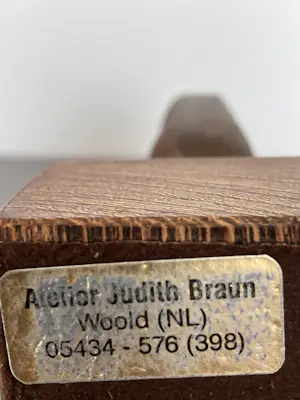 Atelier Judith Braun
Woold (NL)
05434 - 576 (398)